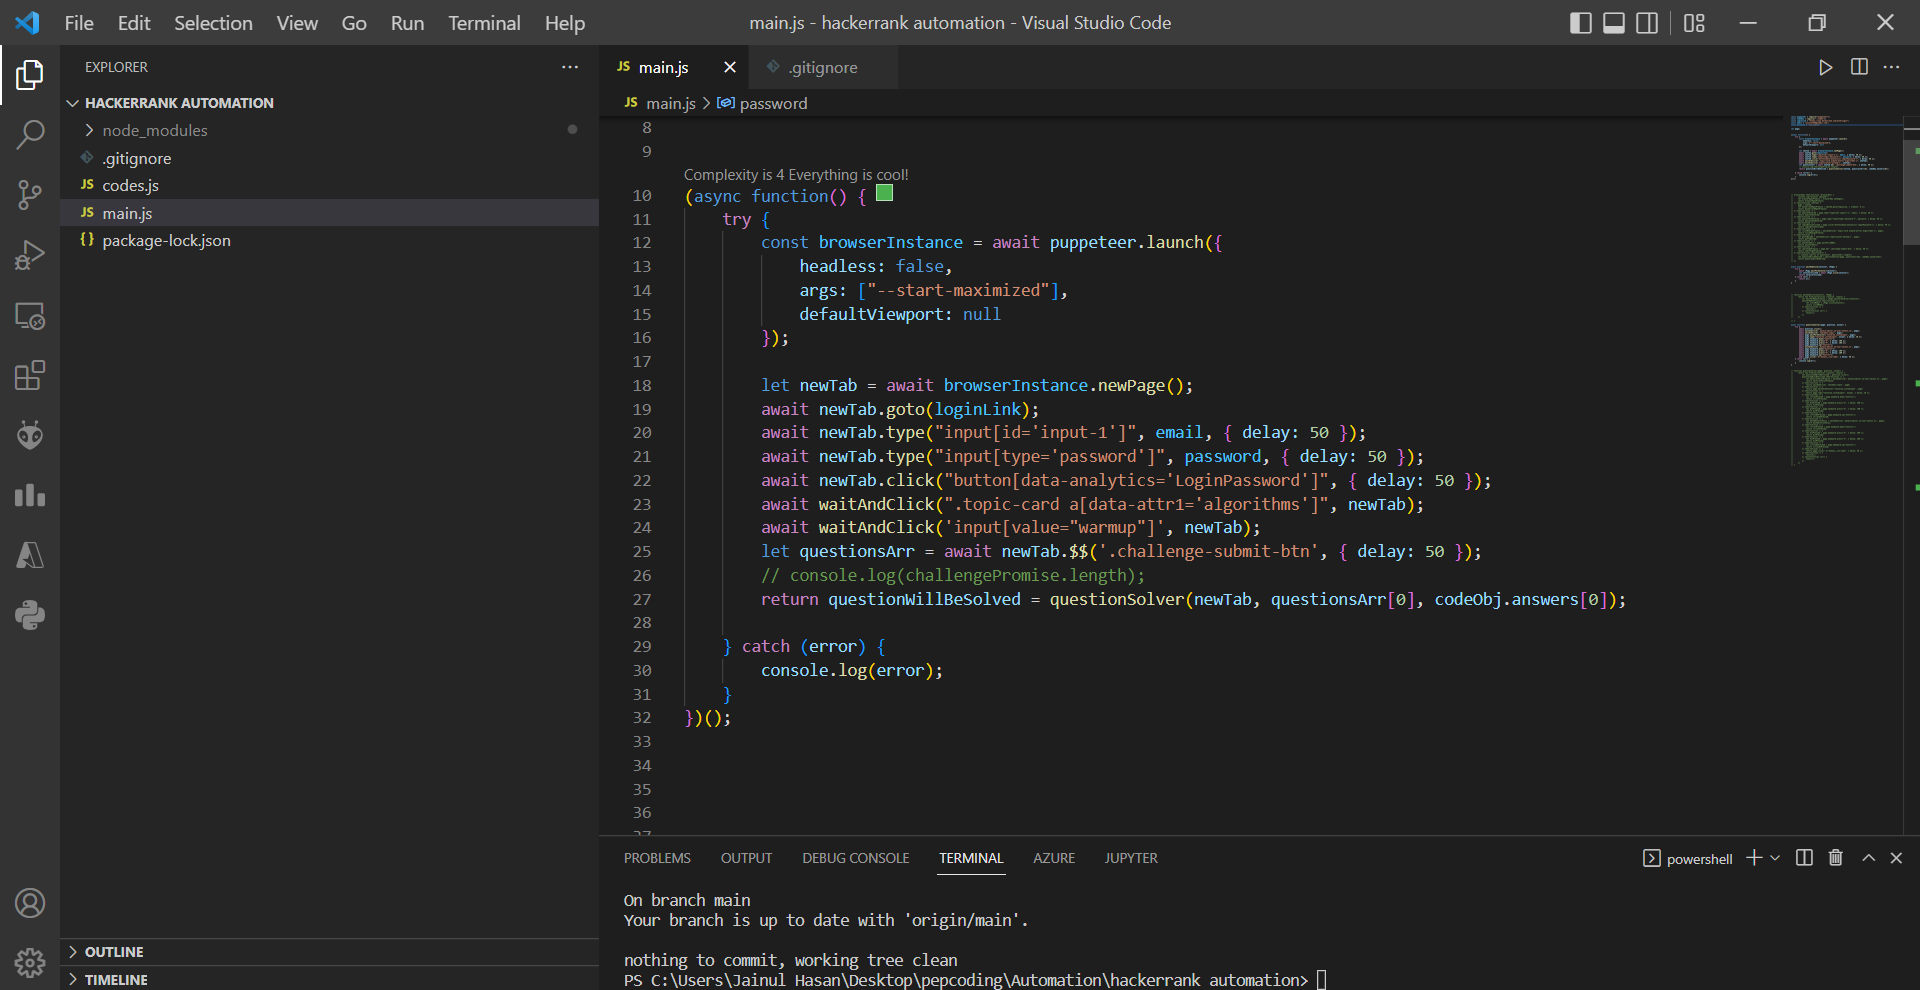 File Edit Selection View Go Run Terminal Help
main.js - hackerrank automation - Visual Studio Code
EXPLORER
HACKERRANK AUTOMATION
node_modules
.gitignore
JS codes.js
JS main.js
{} package-lock.json
OUTLINE
TIMELINE
JS main.js
.gitignore
JS main.js > password
8
9
Complexity is 4 Everything is cool!
10 (async function() {
11 try {
12 const browserInstance = await puppeteer.launch({
13 headless: false,
14 args: ["--start-maximized"],
15 defaultViewport: null
16 });
17
18 let newTab = await browserInstance.newPage();
19 await newTab.goto(loginLink);
20 await newTab.type("input[id='input-1']", email, { delay: 50 });
21 await newTab.type("input[type='password']", password, { delay: 50 });
22 await newTab.click("button[data-analytics='LoginPassword']", { delay: 50 });
23 await waitAndClick(".topic-card a[data-attr1='algorithms']", newTab);
24 await waitAndClick('input[value="warmup"]', newTab);
25 let questionsArr = await newTab.$$('.challenge-submit-btn', { delay: 50 });
26 // console.log(challengePromise.length);
27 return questionWillBeSolved = questionSolver(newTab, questionsArr[0], codeObj.answers[0]);
28
29 } catch (error) {
30 console.log(error);
31 }
32 })();
33
34
35
36
37
PROBLEMS OUTPUT DEBUG CONSOLE TERMINAL AZURE JUPYTER
powershell
On branch main
Your branch is up to date with 'origin/main'.
nothing to commit, working tree clean
PS C:\Users\Jainul Hasan\Desktop\pepcoding\Automation\hackerrank automation>